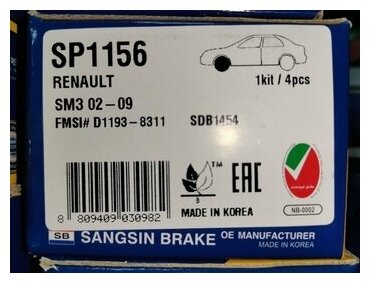 SP1156
RENAULT
SM3 02-09
1kit / 4pcs
FMSI# D1193-8311 SDB1454
TM
B
EAC
8 809409 030982
MADE IN KOREA
NB-0002
SB SANGSIN BRAKE OE MANUFACTURER
MADE IN KOREA